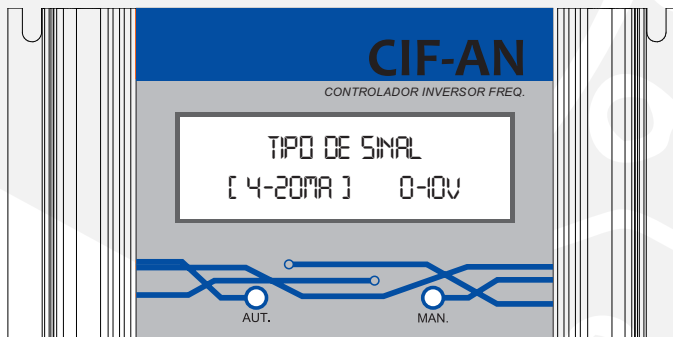 CIF-AN
CONTROLADOR INVERSOR FREQ.
TIPO DE SINAL
[ 4-20MA ] 0-10V
AUT. MAN.